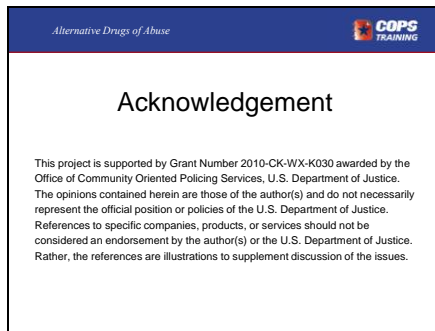 Alternative Drugs of Abuse
COPS
TRAINING
Acknowledgement
This project is supported by Grant Number 2010-CK-WX-K030 awarded by the
Office of Community Oriented Policing Services, U.S. Department of Justice.
The opinions contained herein are those of the author(s) and do not necessarily
represent the official position or policies of the U.S. Department of Justice.
References to specific companies, products, or services should not be
considered an endorsement by the author(s) or the U.S. Department of Justice.
Rather, the references are illustrations to supplement discussion of the issues.